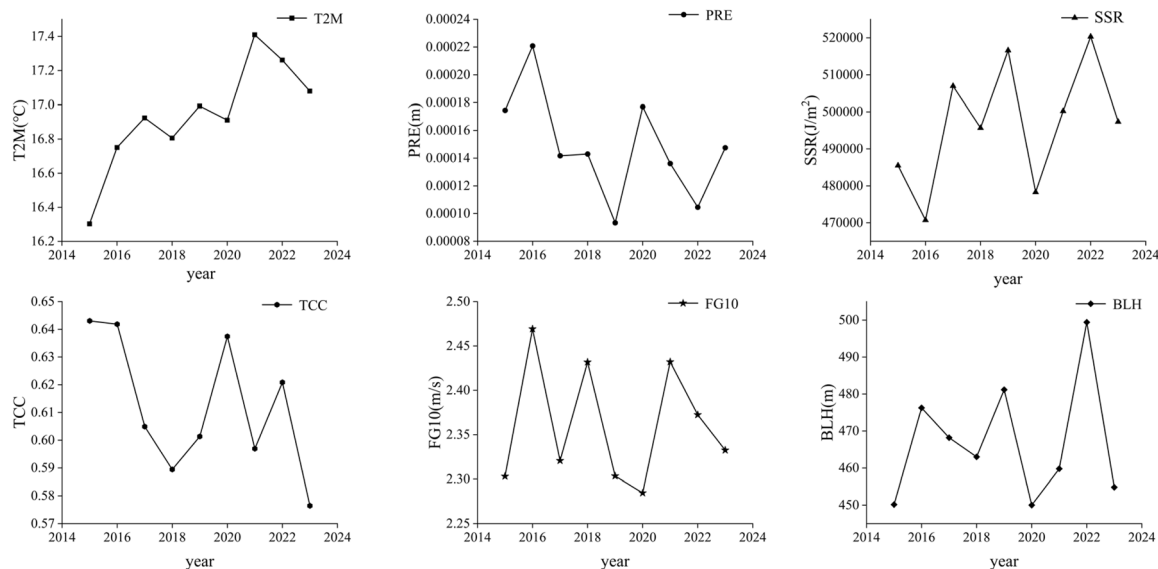 T2M
17.4
17.2
17.0
16.8
16.6
16.4
16.2
T2M(℃)
2014 2016 2018 2020 2022 2024
year
PRE
0.00024
0.00022
0.00020
0.00018
0.00016
0.00014
0.00012
0.00010
0.00008
PRE(m)
2014 2016 2018 2020 2022 2024
year
SSR
520000
510000
500000
490000
480000
470000
SSR(J/m²)
2014 2016 2018 2020 2022 2024
year
TCC
0.65
0.64
0.63
0.62
0.61
0.60
0.59
0.58
0.57
TCC
2014 2016 2018 2020 2022 2024
year
FG10
2.50
2.45
2.40
2.35
2.30
2.25
FG10(m/s)
2014 2016 2018 2020 2022 2024
year
BLH
500
490
480
470
460
450
BLH(m)
2014 2016 2018 2020 2022 2024
year